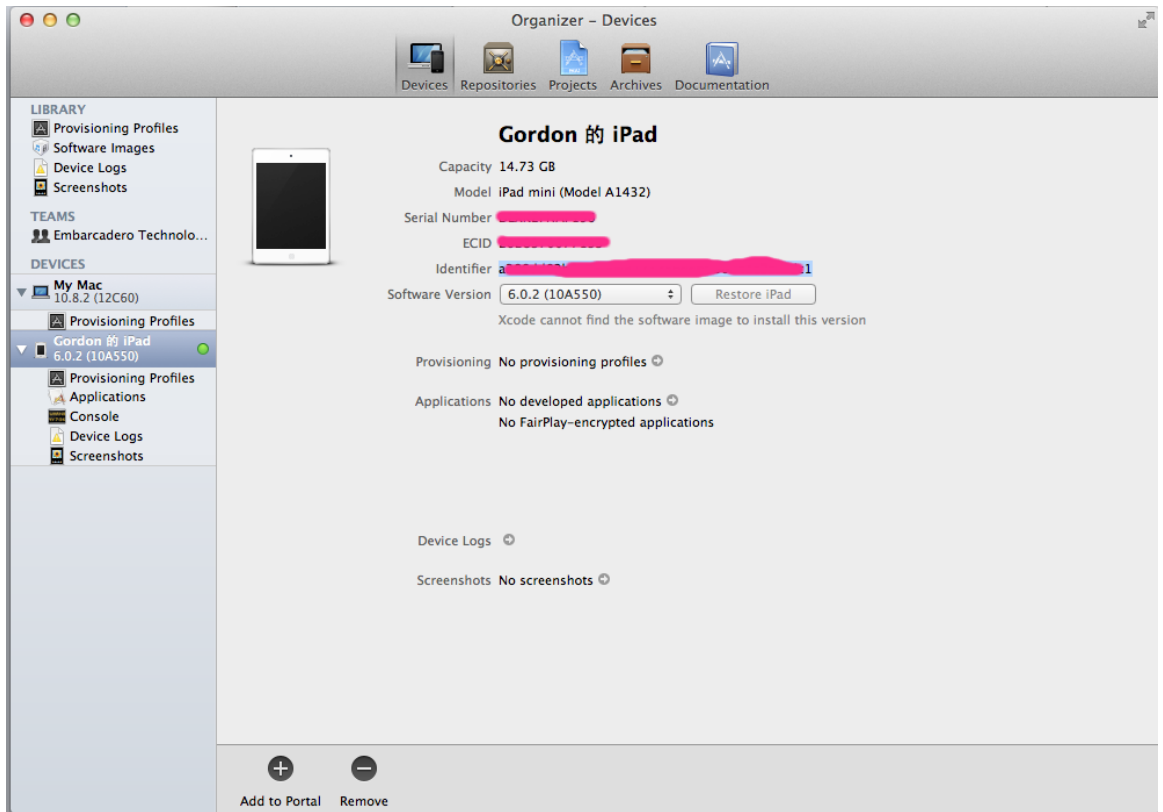 Organizer – Devices
Devices Repositories Projects Archives Documentation
LIBRARY
Provisioning Profiles
Software Images
Device Logs
Screenshots
TEAMS
Embarcadero Technolo...
DEVICES
My Mac
10.8.2 (12C60)
Provisioning Profiles
Gordon 的 iPad
6.0.2 (10A550)
Provisioning Profiles
Applications
Console
Device Logs
Screenshots
Gordon 的 iPad
Capacity 14.73 GB
Model iPad mini (Model A1432)
Serial Number
ECID
Identifier
Software Version 6.0.2 (10A550) Restore iPad
Xcode cannot find the software image to install this version
Provisioning No provisioning profiles
Applications No developed applications
No FairPlay-encrypted applications
Device Logs
Screenshots No screenshots
Add to Portal Remove